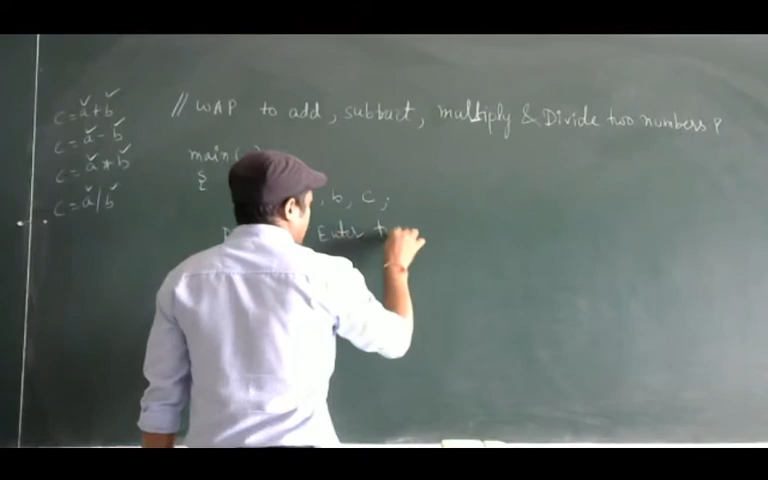 // WAP to add, subtract, multiply & Divide two numbers ?
c = a + b
c = a - b
c = a * b
c = a / b
main(
{
, b, c;
Enter t